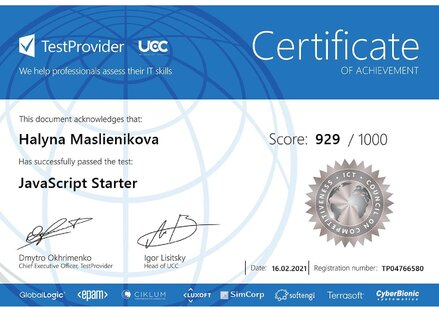 TestProvider UCC
We help professionals assess their IT skills
Certificate
OF ACHIEVEMENT
This document acknowledges that:
Halyna Maslienikova
Score: 929 / 1000
Has successfully passed the test:
JavaScript Starter
ICT COUNCIL ON COMPETITIVENESS
Dmytro Okhrimenko
Chief Executive Officer, TestProvider
Igor Lisitsky
Head of UCC
Date: 16.02.2021
Registration number: TP04766580
GlobalLogic <epam> CIKLUM LUXOFT SimCorp softengi Terrasoft CyberBionic systematics